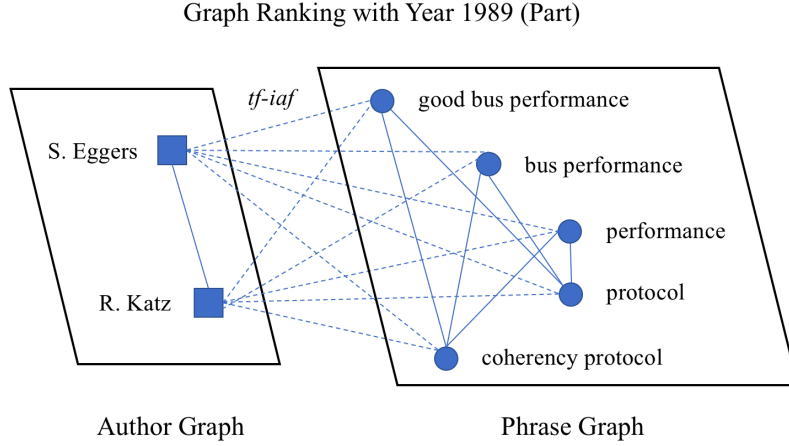 Graph Ranking with Year 1989 (Part)
tf-iaf
good bus performance
S. Eggers
bus performance
performance
R. Katz
protocol
coherency protocol
Author Graph
Phrase Graph